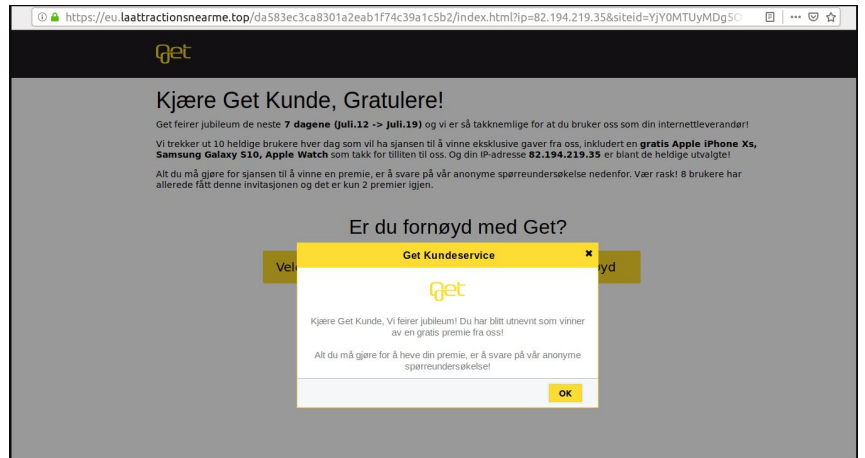 https://eu.laattractionsnearme.top/da583ec3ca8301a2eab1f74c39a1c5b2/index.html?ip=82.194.219.35&siteid=YjY0MTUyMDg5
Get
Kjære Get Kunde, Gratulere!
Get feirer jubileum de neste 7 dagene (Juli.12 -> Juli.19) og vi er så takknemlige for at du bruker oss som din internettleverandør!
Vi trekker ut 10 heldige brukere hver dag som vil ha sjansen til å vinne eksklusive gaver fra oss, inkludert en gratis Apple iPhone Xs,
Samsung Galaxy S10, Apple Watch som takk for tilliten til oss. Og din IP-adresse 82.194.219.35 er blant de heldige utvalgte!
Alt du må gjøre for sjansen til å vinne en premie, er å svare på vår anonyme spørreundersøkelse nedenfor. Vær rask! 8 brukere har
allerede fått denne invitasjonen og det er kun 2 premier igjen.
Er du fornøyd med Get?
Get Kundeservice
Get
Kjære Get Kunde, Vi feirer jubileum! Du har blitt utnevnt som vinner
av en gratis premie fra oss!
Alt du må gjøre for å heve din premie, er å svare på vår anonyme
spørreundersøkelse!
OK